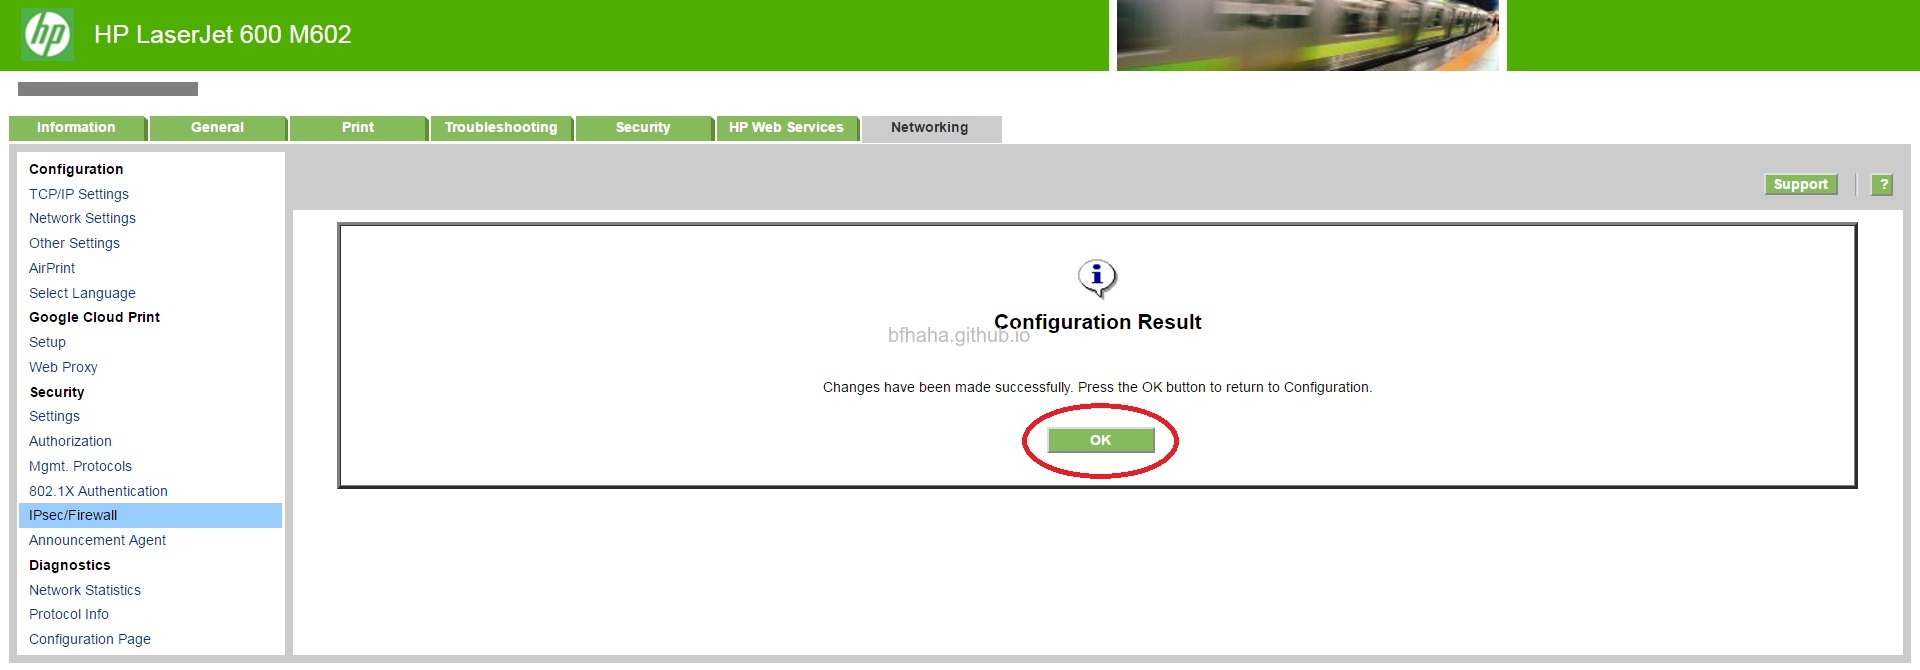 hp
HP LaserJet 600 M602
Information General Print Troubleshooting Security HP Web Services Networking
Configuration
TCP/IP Settings
Network Settings
Other Settings
AirPrint
Select Language
Google Cloud Print
Setup
Web Proxy
Security
Settings
Authorization
Mgmt. Protocols
802.1X Authentication
IPsec/Firewall
Announcement Agent
Diagnostics
Network Statistics
Protocol Info
Configuration Page
Support ?
i
Configuration Result
bfhaha.github.io
Changes have been made successfully. Press the OK button to return to Configuration.
OK